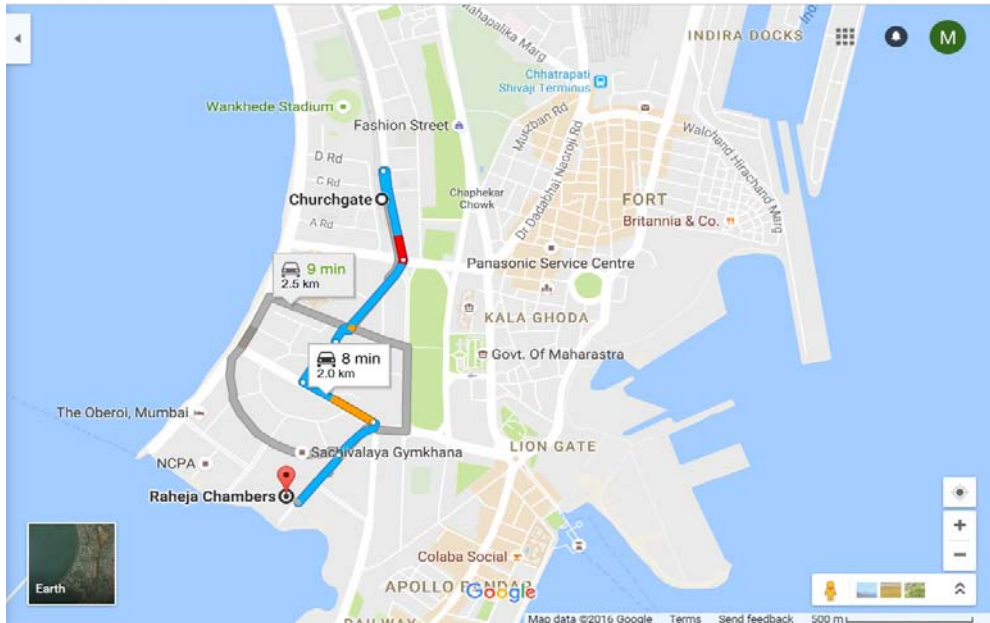 Mahapalika Marg
INDIRA DOCKS
M
Chhatrapati
Shivaji Terminus
Wankhede Stadium
Fashion Street
Murzban Rd
Walchand Hirachand Marg
D Rd
C Rd
A Rd
Churchgate
Chaphekar
Chowk
Dr Dadabhai Naoroji Rd
FORT
Britannia & Co.
9 min
2.5 km
Panasonic Service Centre
KALA GHODA
8 min
2.0 km
Govt. Of Maharastra
The Oberoi, Mumbai
Sachivalaya Gymkhana
LION GATE
NCPA
Raheja Chambers
Colaba Social
Earth
APOLLO BANDAR
Google
Map data ©2016 Google Terms Send feedback 500 m